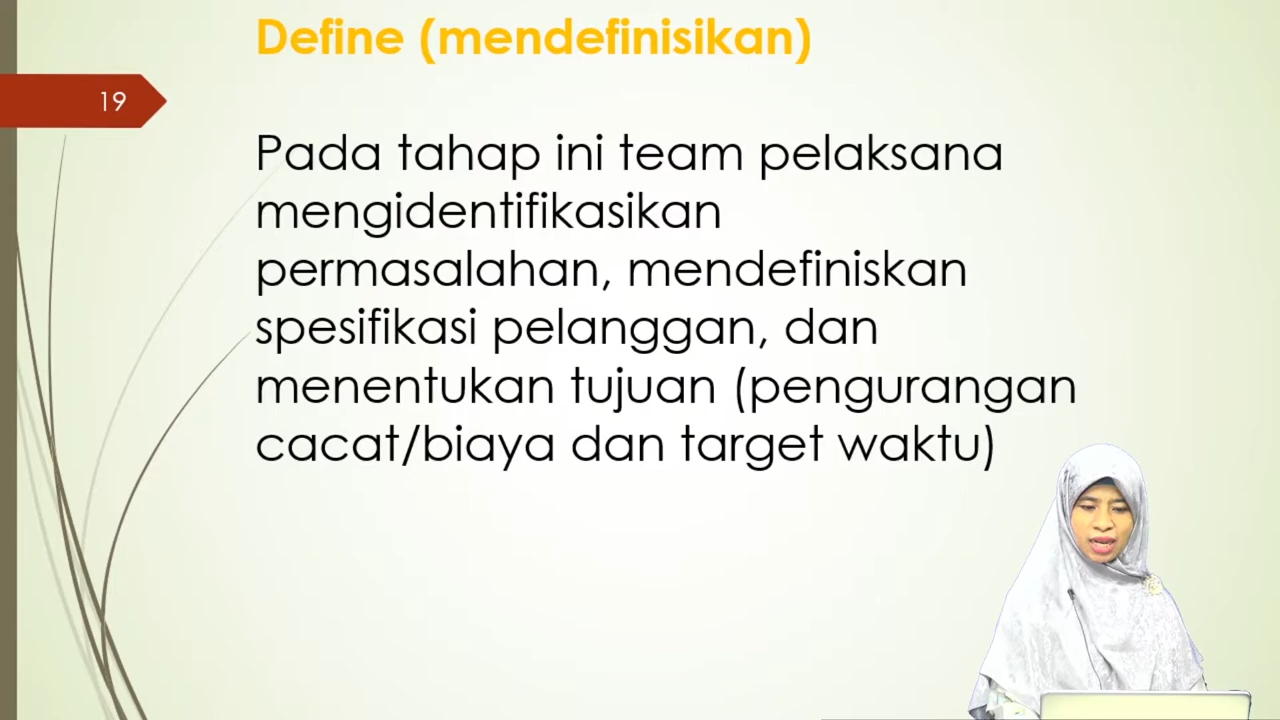 Define (mendefinisikan)
19
Pada tahap ini team pelaksana
mengidentifikasikan
permasalahan, mendefiniskan
spesifikasi pelanggan, dan
menentukan tujuan (pengurangan
cacat/biaya dan target waktu)